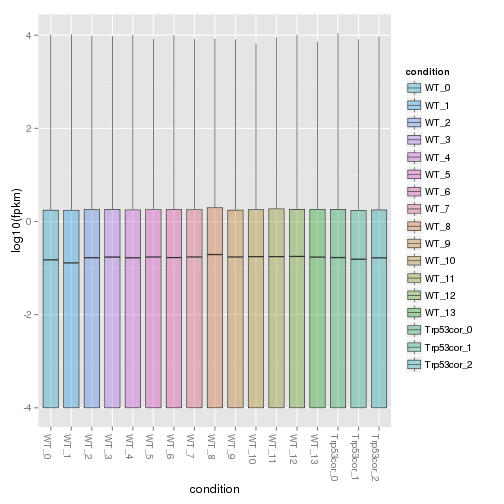 4
2
0
-2
-4
log10(fpkm)
WT_0
WT_1
WT_2
WT_3
WT_4
WT_5
WT_6
WT_7
WT_8
WT_9
WT_10
WT_11
WT_12
WT_13
Trp53cor_0
Trp53cor_1
Trp53cor_2
condition
condition
WT_0
WT_1
WT_2
WT_3
WT_4
WT_5
WT_6
WT_7
WT_8
WT_9
WT_10
WT_11
WT_12
WT_13
Trp53cor_0
Trp53cor_1
Trp53cor_2